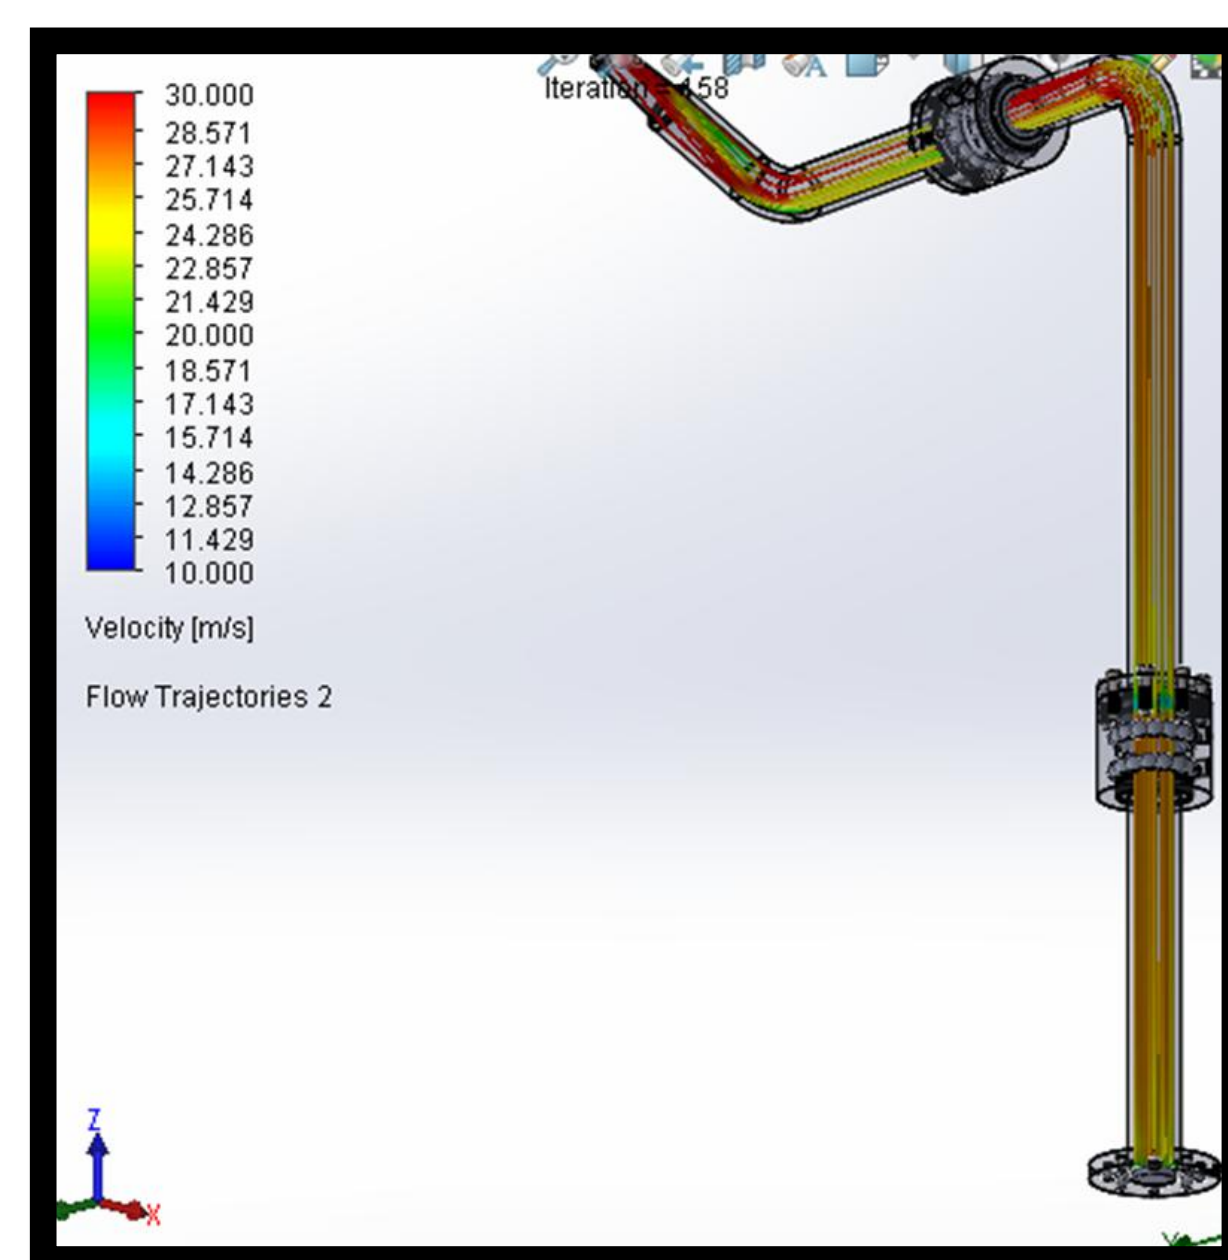 Iteration = 158
30.000
28.571
27.143
25.714
24.286
22.857
21.429
20.000
18.571
17.143
15.714
14.286
12.857
11.429
10.000
Velocity [m/s]
Flow Trajectories 2
Z
X
Y